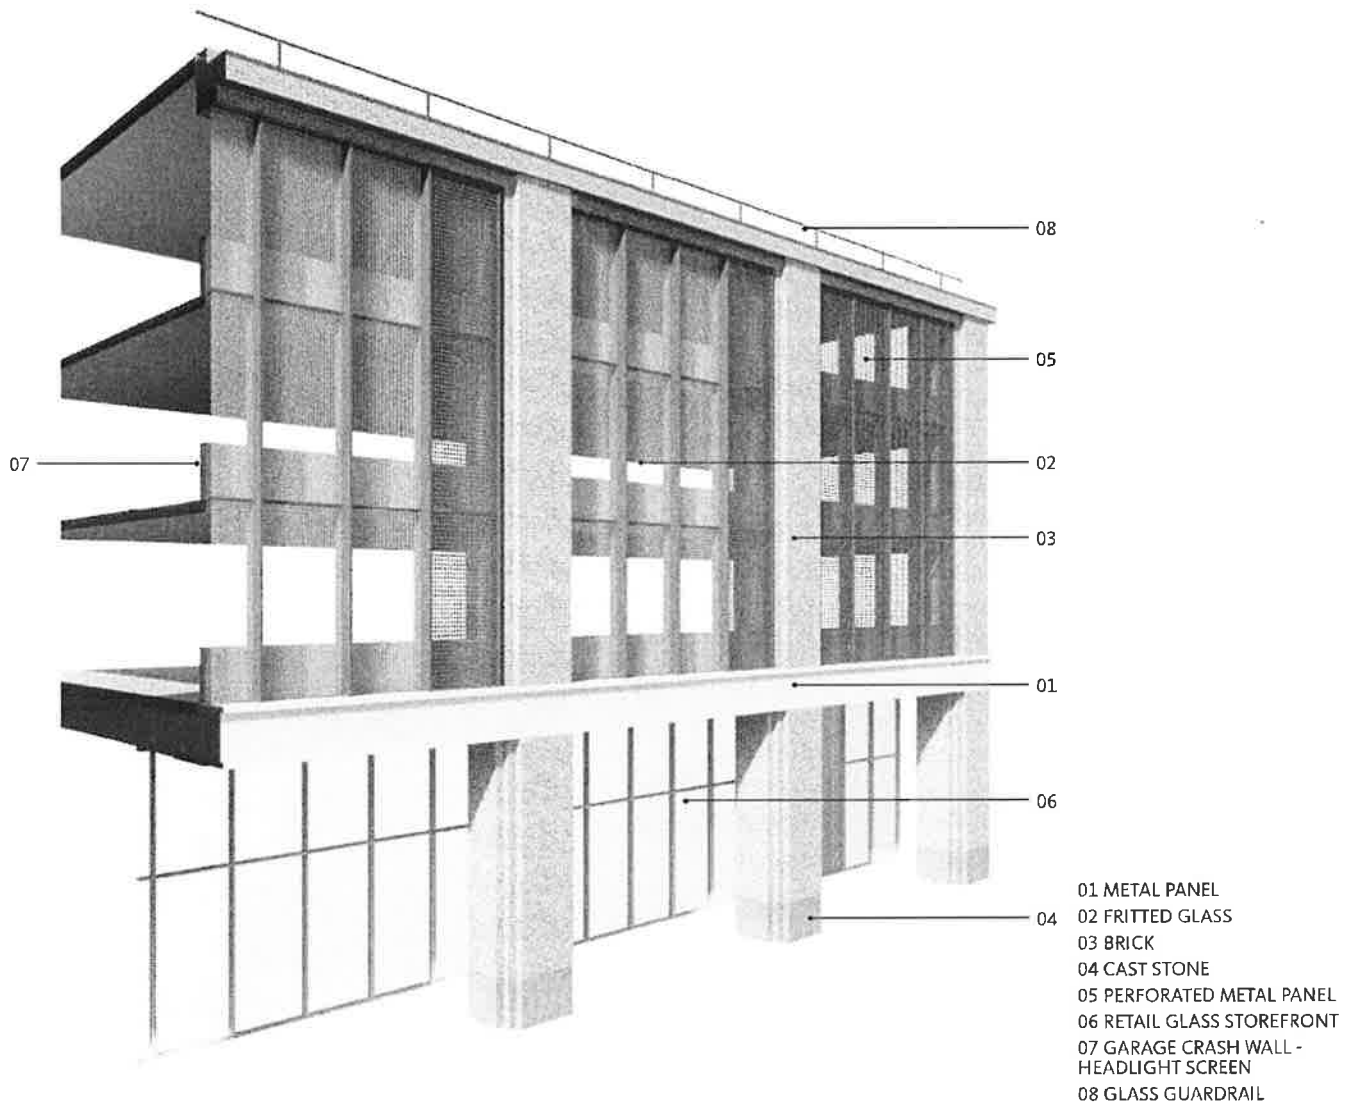 08
05
07
02
03
01
06
04
01 METAL PANEL
02 FRITTED GLASS
03 BRICK
04 CAST STONE
05 PERFORATED METAL PANEL
06 RETAIL GLASS STOREFRONT
07 GARAGE CRASH WALL -
HEADLIGHT SCREEN
08 GLASS GUARDRAIL